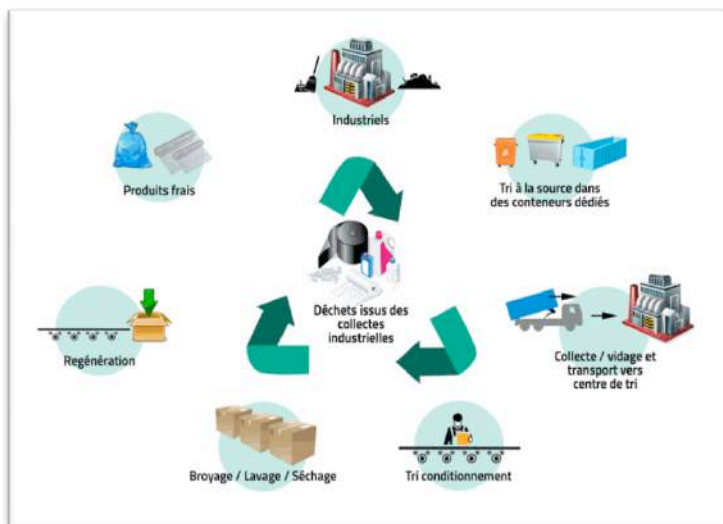 Industriels
Produits frais
Tri à la source dans
des conteneurs dédiés
Déchets issus des
collectes
industrielles
Regénération
Collecte / vidage et
transport vers
centre de tri
Broyage / Lavage / Séchage
Tri conditionnement